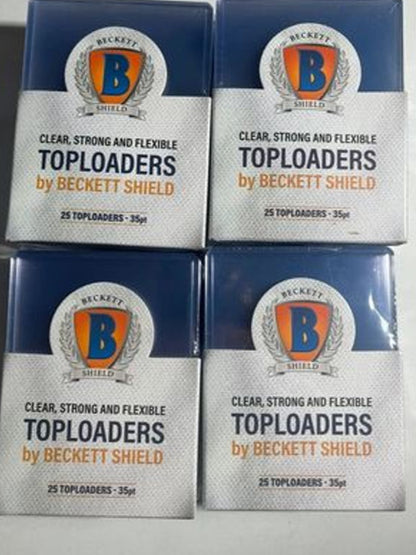 BECKETT
B
SHIELD
CLEAR, STRONG AND FLEXIBLE
TOPLOADERS
by BECKETT SHIELD
25 TOPLOADERS · 35pt
BECKETT
B
SHIELD
CLEAR, STRONG AND FLEXIBLE
TOPLOADERS
by BECKETT SHIELD
25 TOPLOADERS · 35pt
BECKETT
B
SHIELD
CLEAR, STRONG AND FLEXIBLE
TOPLOADERS
by BECKETT SHIELD
25 TOPLOADERS · 35pt
BECKETT
B
SHIELD
CLEAR, STRONG AND FLEXIBLE
TOPLOADERS
by BECKETT SHIELD
25 TOPLOADERS · 35pt